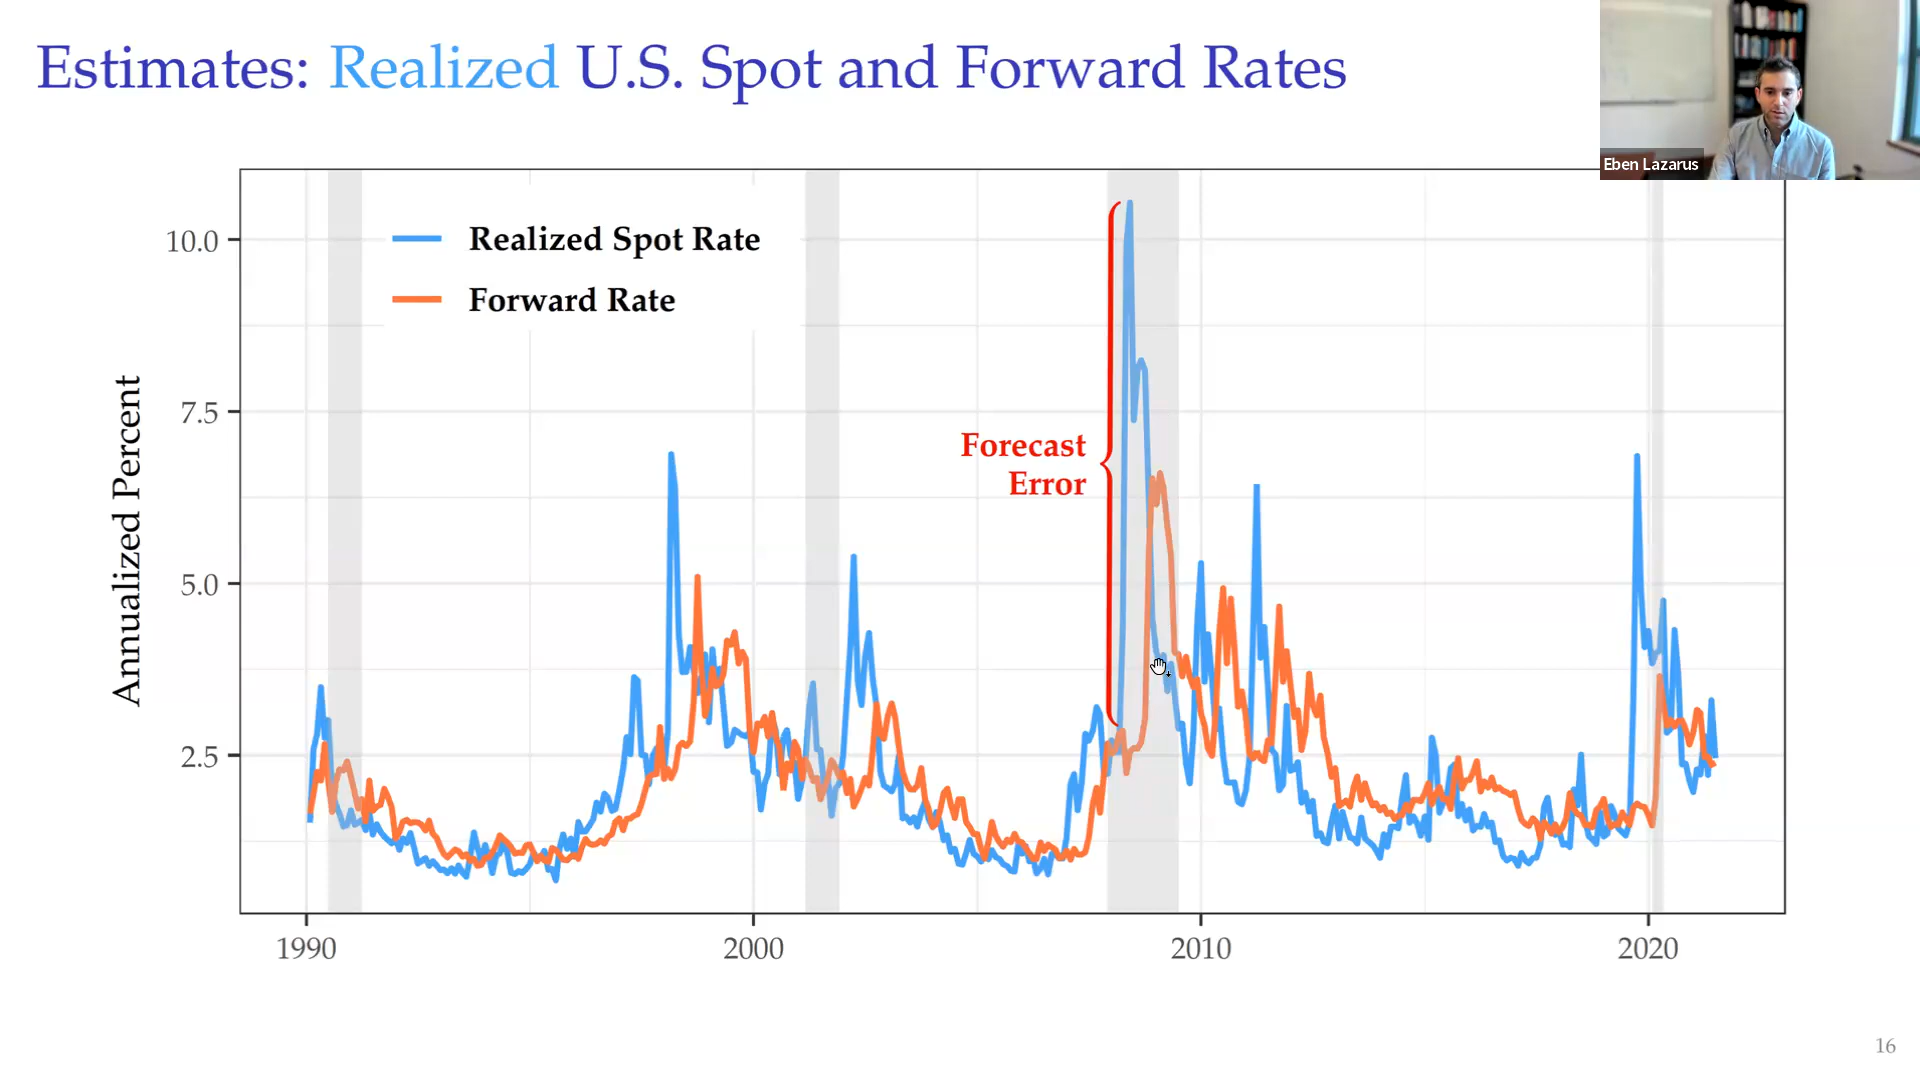 Estimates: Realized U.S. Spot and Forward Rates
Eben Lazarus
Realized Spot Rate
Forward Rate
Forecast
Error
Annualized Percent
10.0
7.5
5.0
2.5
1990
2000
2010
2020
16